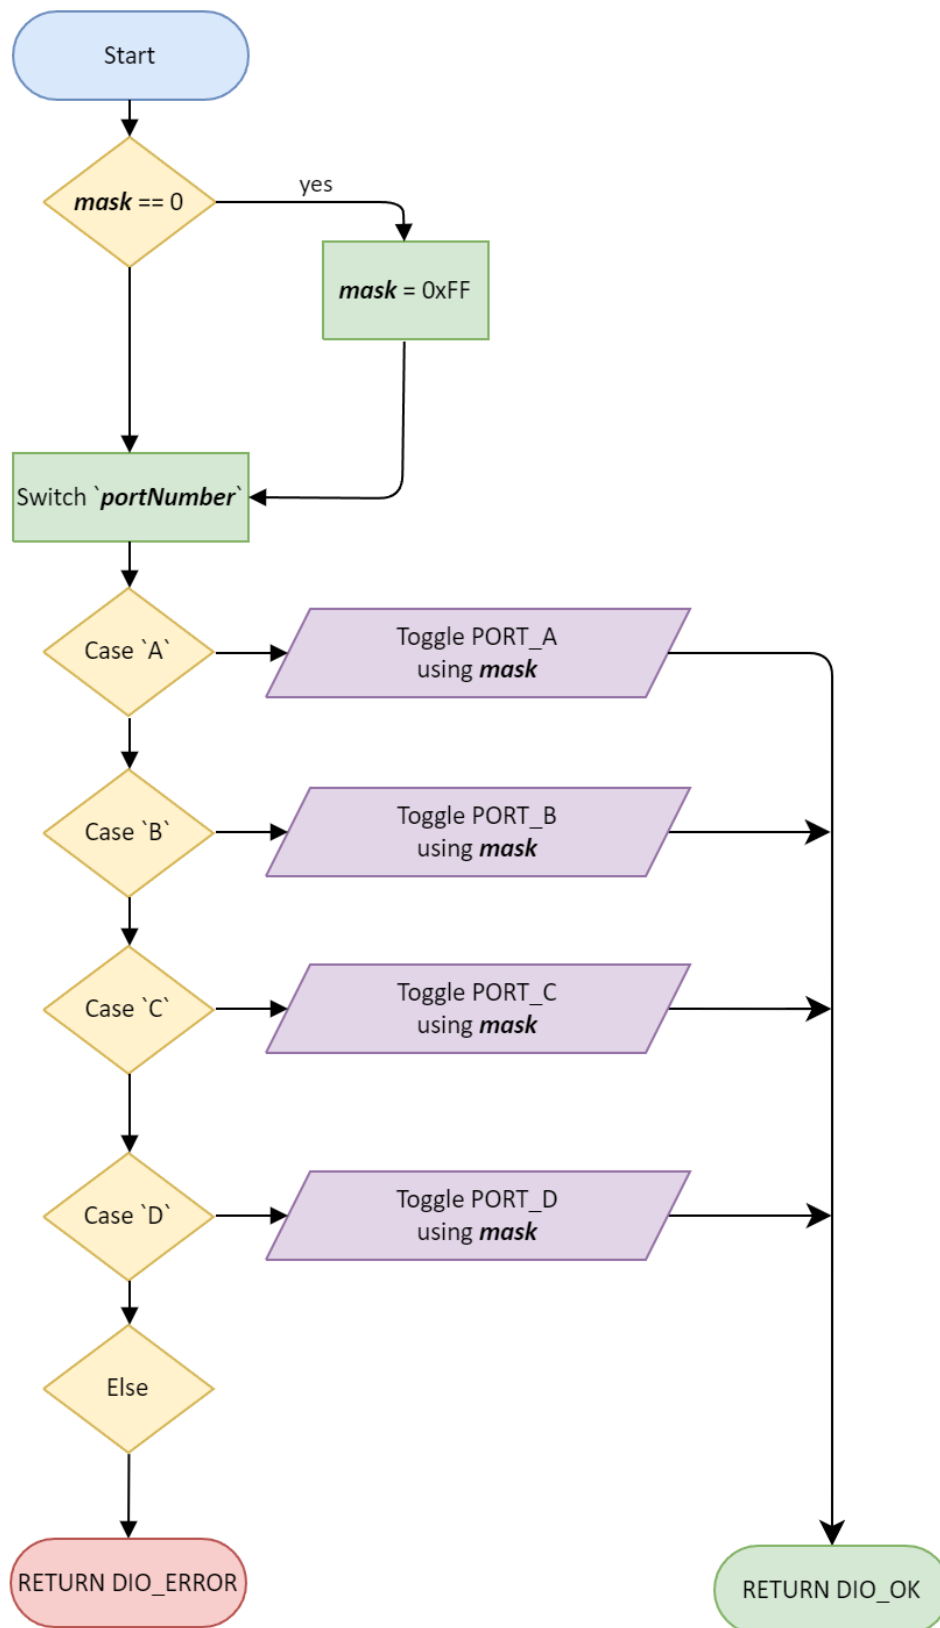 Start
mask == 0
yes
mask = 0xFF
Switch `portNumber`
Case `A`
Toggle PORT_A
using mask
Case `B`
Toggle PORT_B
using mask
Case `C`
Toggle PORT_C
using mask
Case `D`
Toggle PORT_D
using mask
Else
RETURN DIO_ERROR
RETURN DIO_OK